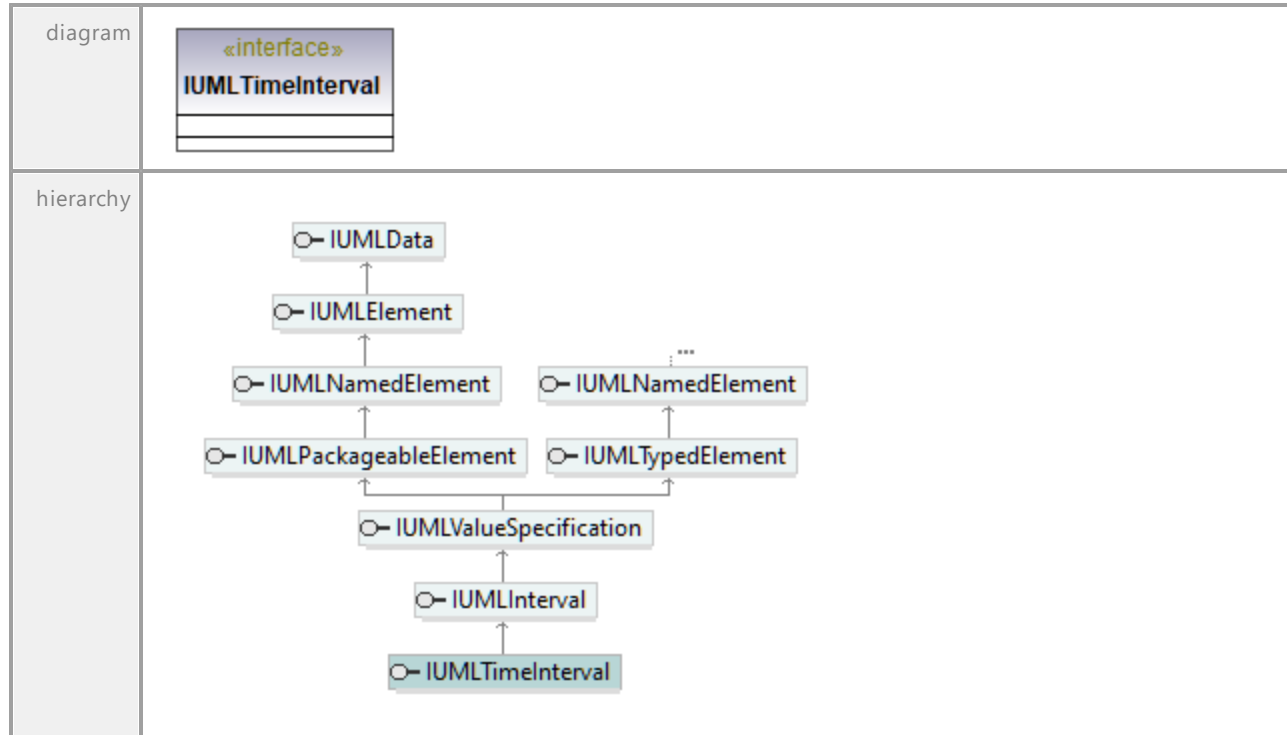 diagram
«interface»
IUMLTimeInterval
hierarchy
IUMLData
IUMLElement
...
IUMLNamedElement IUMLNamedElement
IUMLPackageableElement IUMLTypedElement
IUMLValueSpecification
IUMLInterval
IUMLTimeInterval